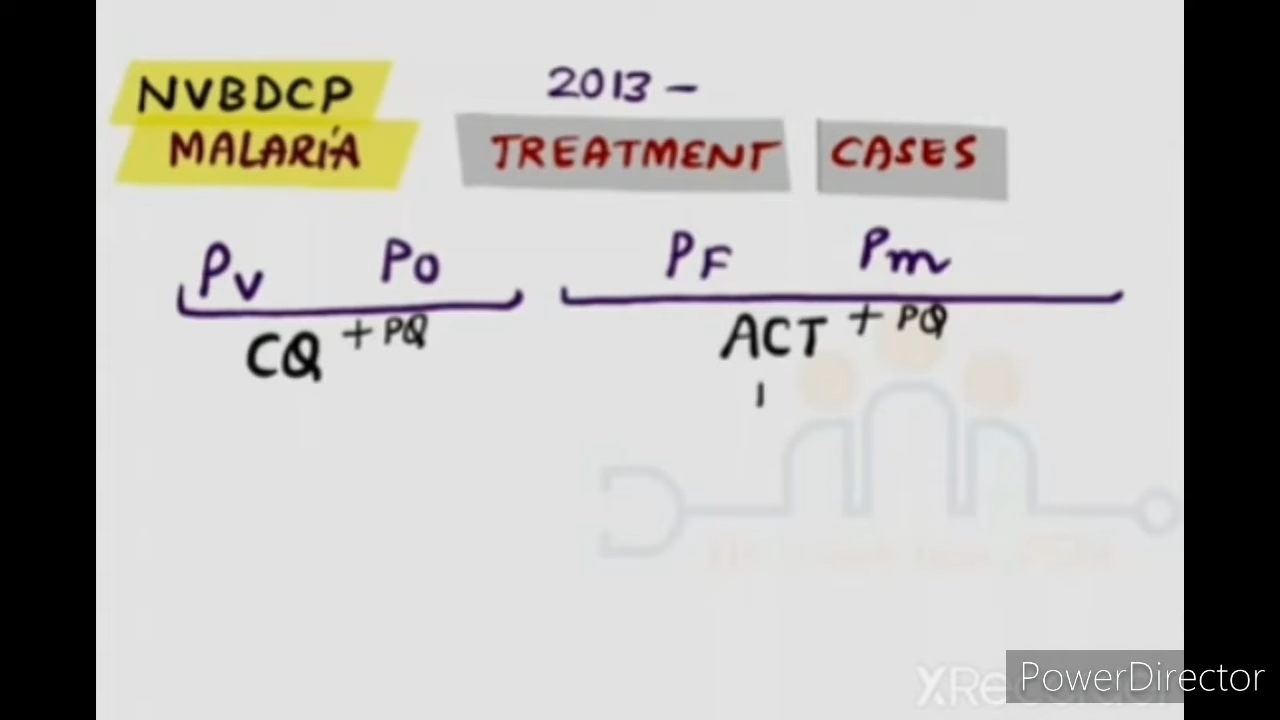 NVBDCP 2013 -
MALARIA TREATMENT CASES
Pv Po PF Pm
CQ + PQ ACT + PQ
PowerDirector